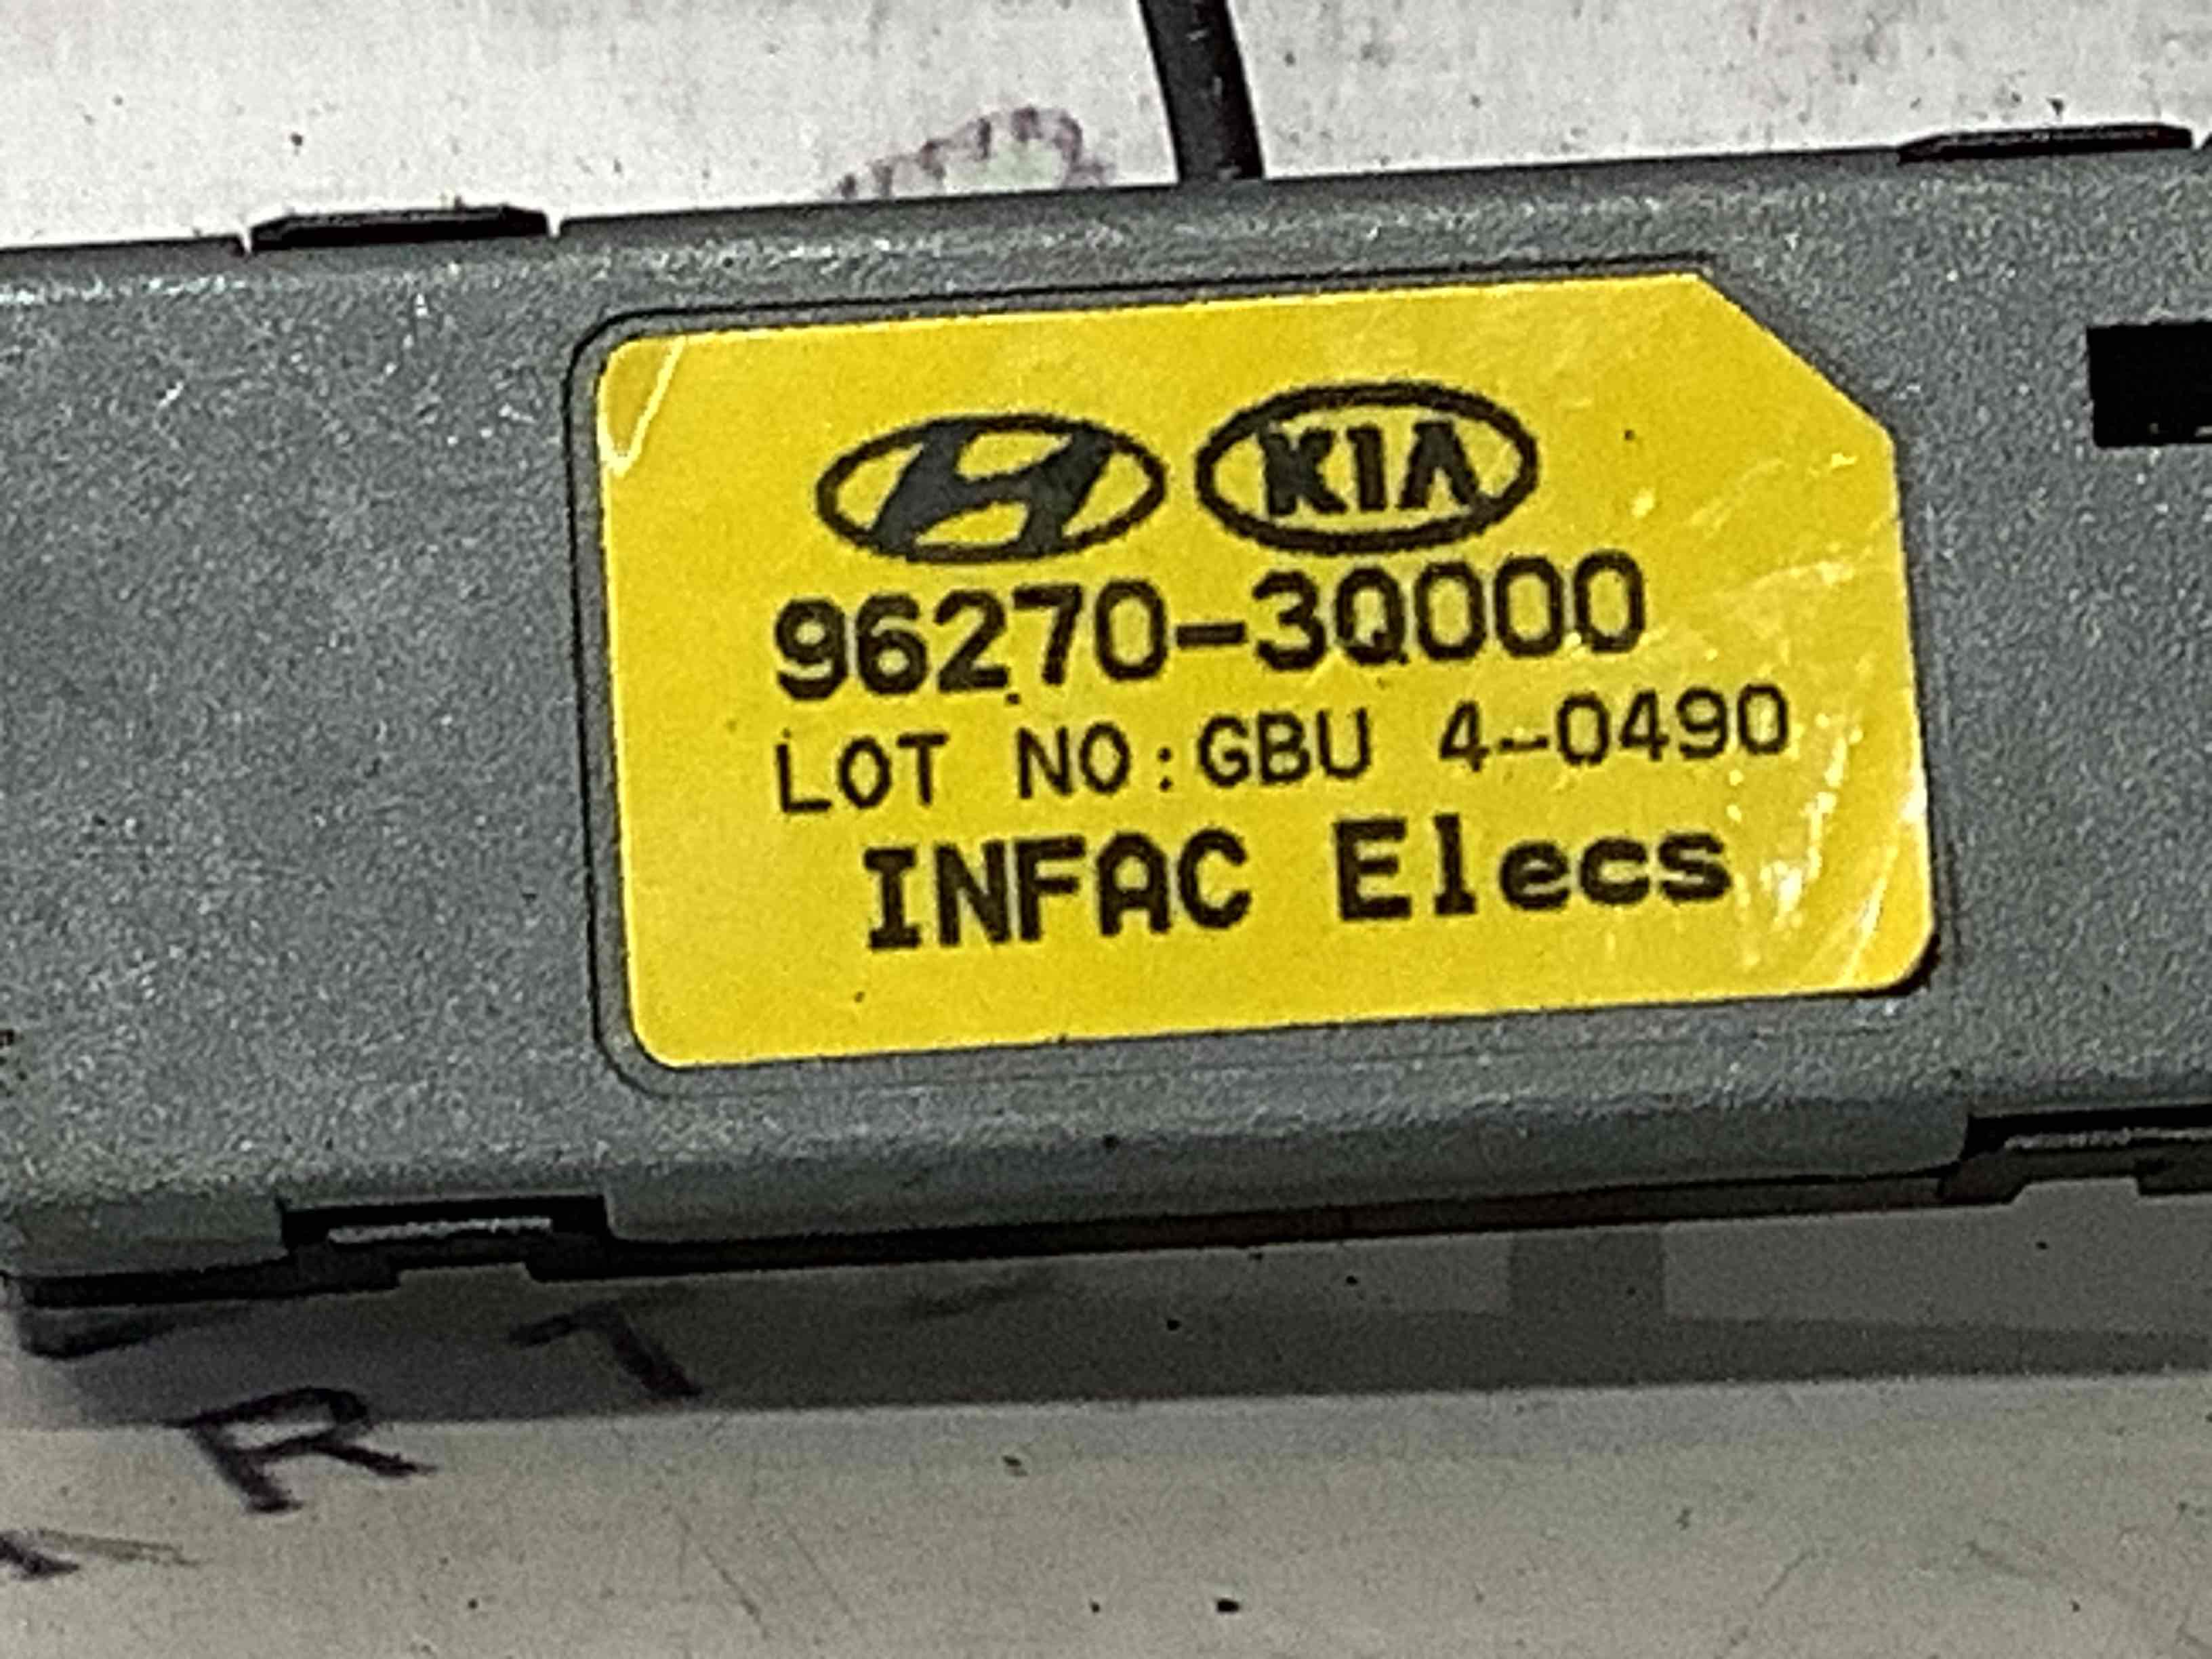 KIA
96270-3Q000
LOT NO:GBU 4-0490
INFAC Elecs
R